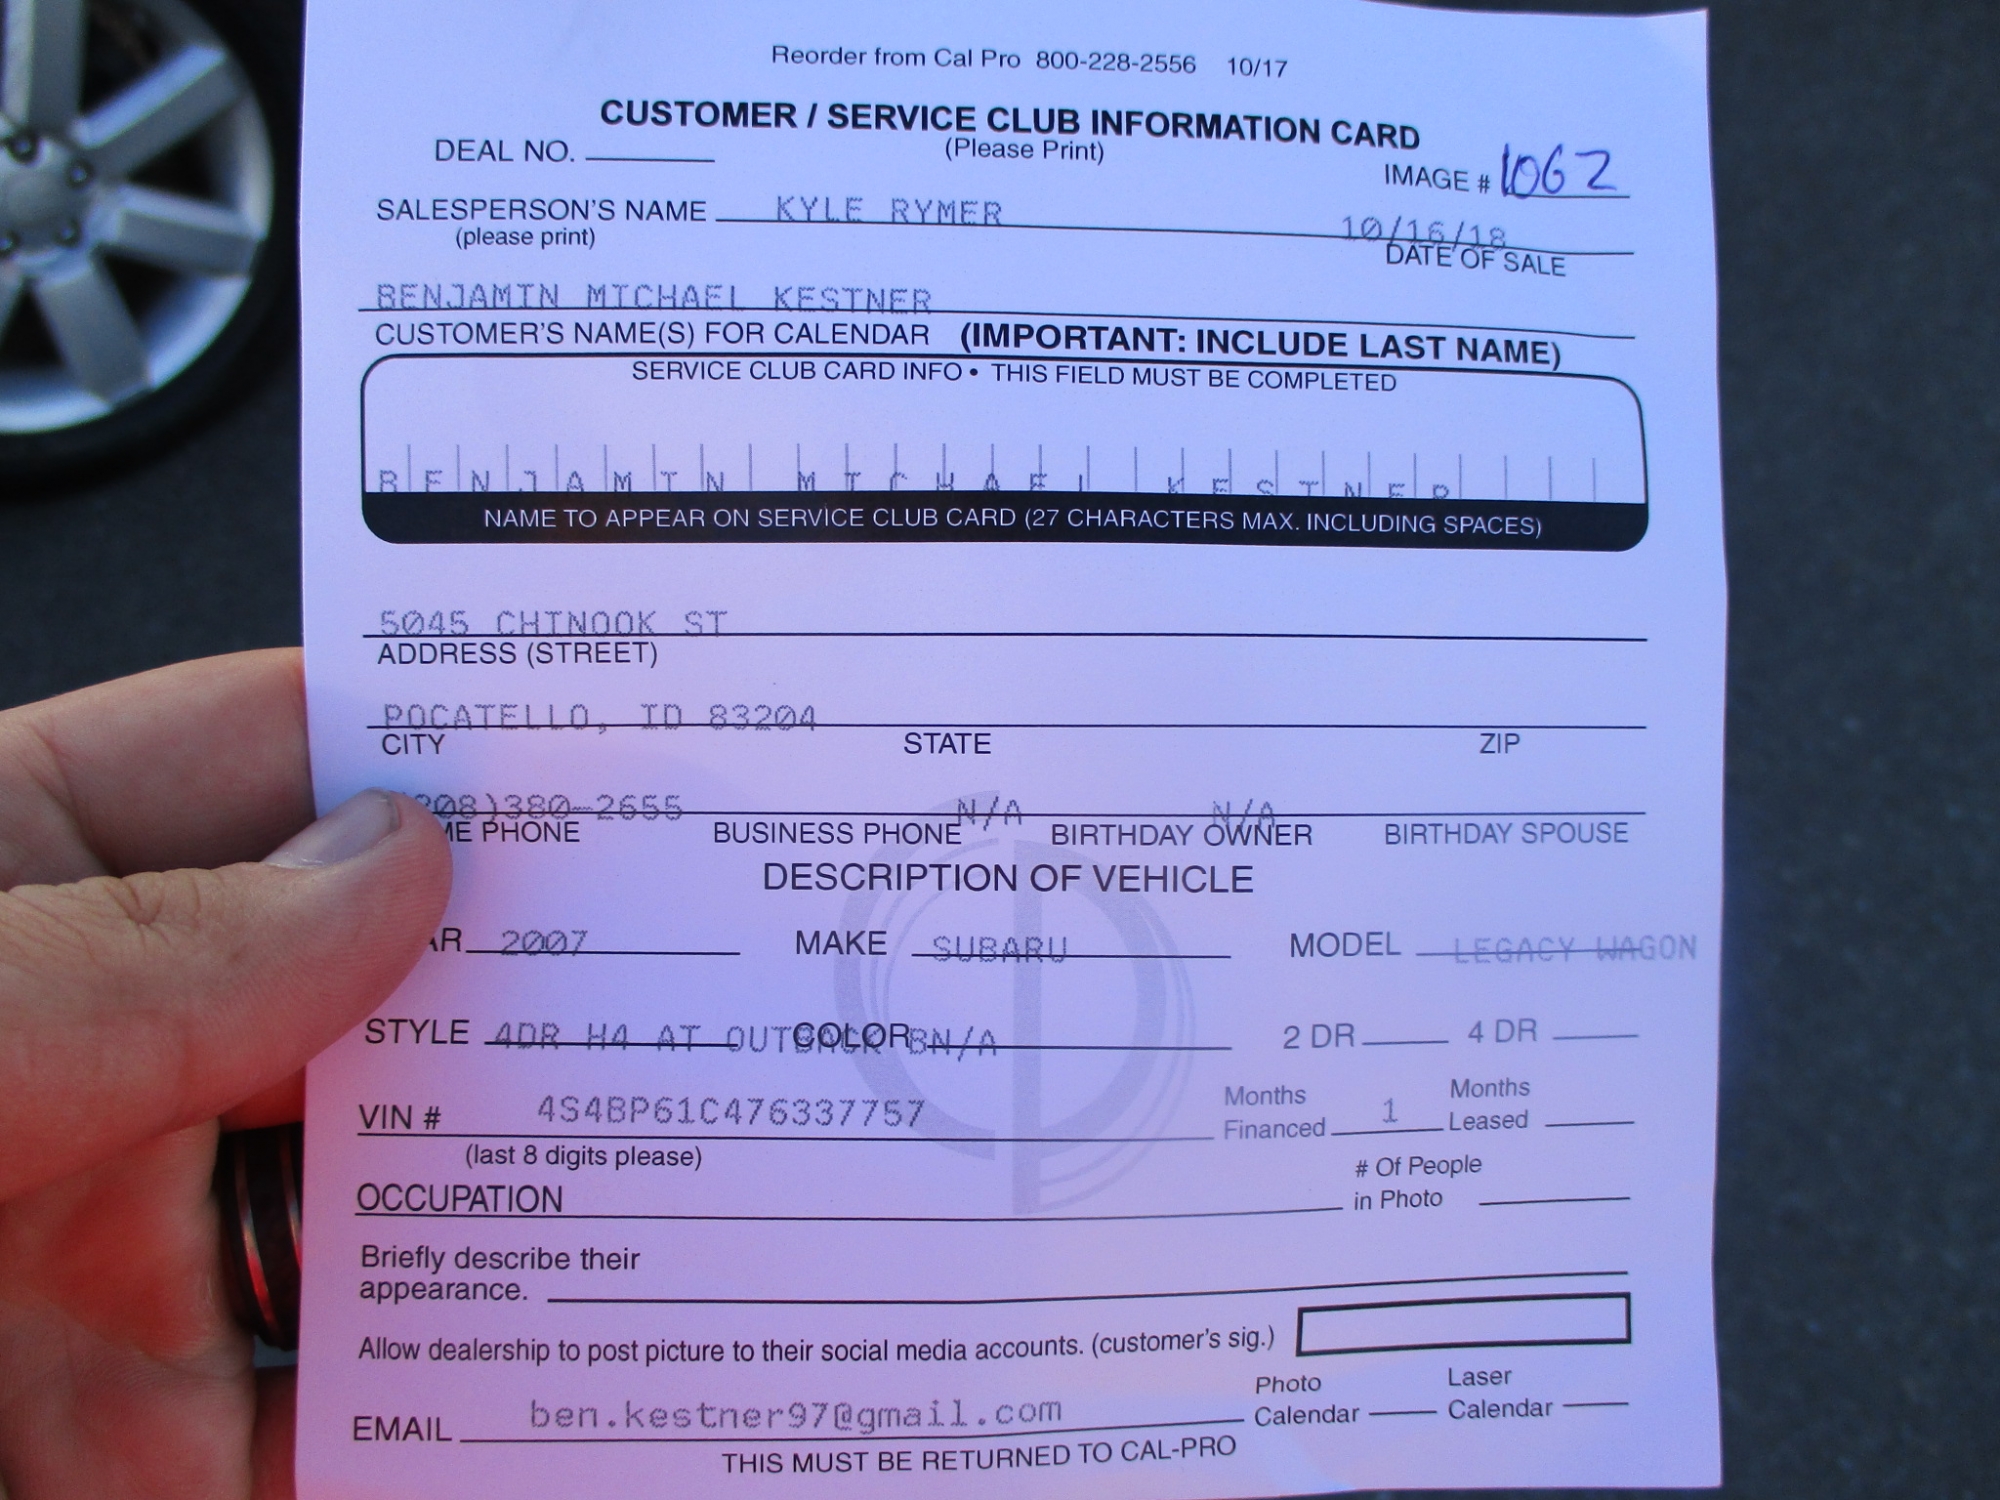 Reorder from Cal Pro 800-228-2556 10/17
CUSTOMER / SERVICE CLUB INFORMATION CARD
DEAL NO. (Please Print)
IMAGE #
SALESPERSON'S NAME KYLE RYMER 10/16/18
(please print) DATE OF SALE
BENJAMIN MICHAEL KESTNER
CUSTOMER'S NAME(S) FOR CALENDAR (IMPORTANT: INCLUDE LAST NAME)
SERVICE CLUB CARD INFO • THIS FIELD MUST BE COMPLETED
BENJAMIN MICHAEL KESTNER
NAME TO APPEAR ON SERVICE CLUB CARD (27 CHARACTERS MAX. INCLUDING SPACES)
5045 CHINOOK ST
ADDRESS (STREET)
POCATELLO, ID 83204
CITY STATE ZIP
208)380-2655 N/A N/A
ME PHONE BUSINESS PHONE BIRTHDAY OWNER BIRTHDAY SPOUSE
DESCRIPTION OF VEHICLE
AR 2007 MAKE SUBARU MODEL LEGACY WAGON
STYLE 4DR H4 AT OUTBACK B COLOR N/A 2 DR 4 DR
VIN # 4S4BP61C476337757 Months Financed 1 Months Leased
(last 8 digits please)
OCCUPATION # Of People in Photo
Briefly describe their
appearance.
Allow dealership to post picture to their social media accounts. (customer's sig.)
EMAIL ben.kestner97@gmail.com Photo Calendar Laser Calendar
THIS MUST BE RETURNED TO CAL-PRO